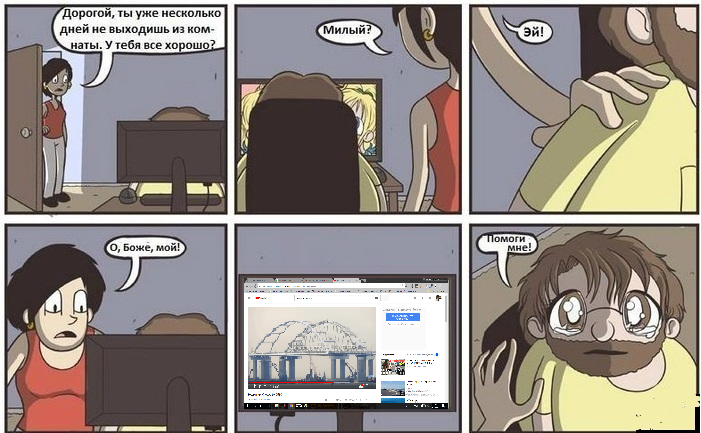 Дорогой, ты уже несколько
дней не выходишь из ком-
наты. У тебя все хорошо?
Милый?
Эй!
О, Боже, мой!
Помоги
мне!